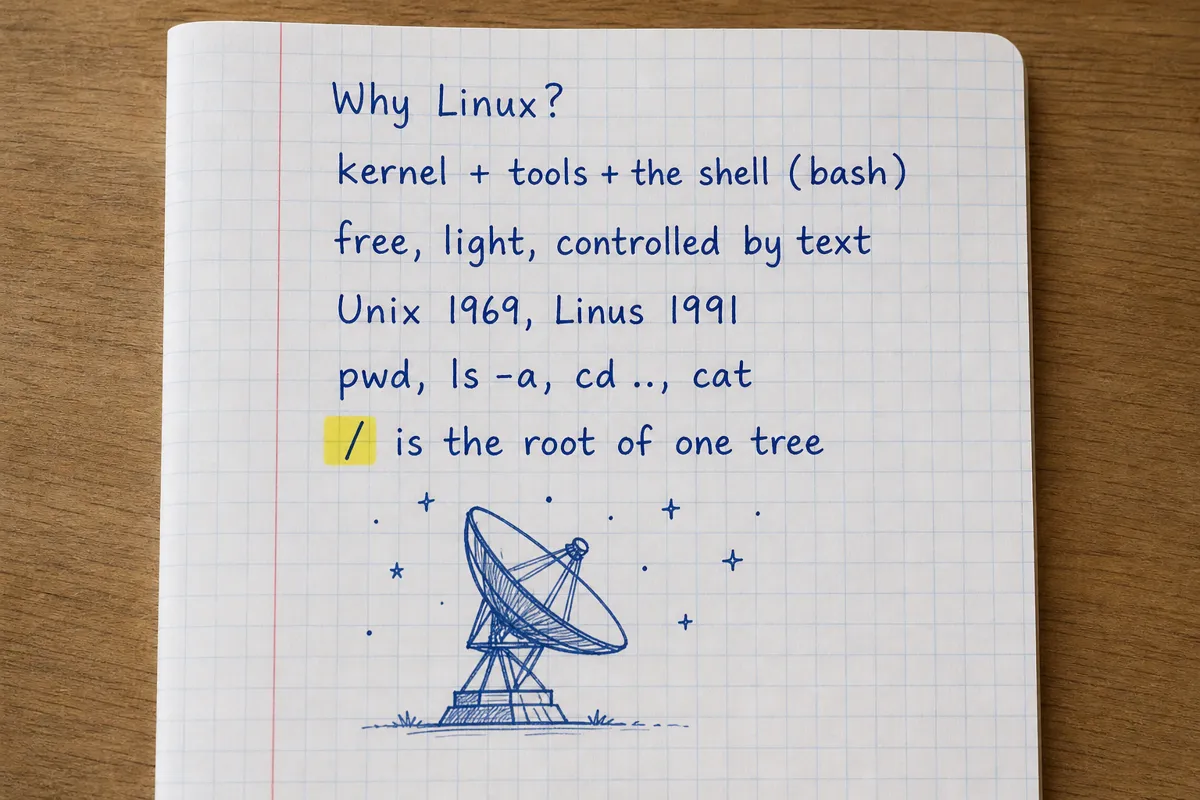 Why Linux?
kernel + tools + the shell (bash)
free, light, controlled by text
Unix 1969, Linus 1991
pwd, ls -a, cd .., cat
/ is the root of one tree